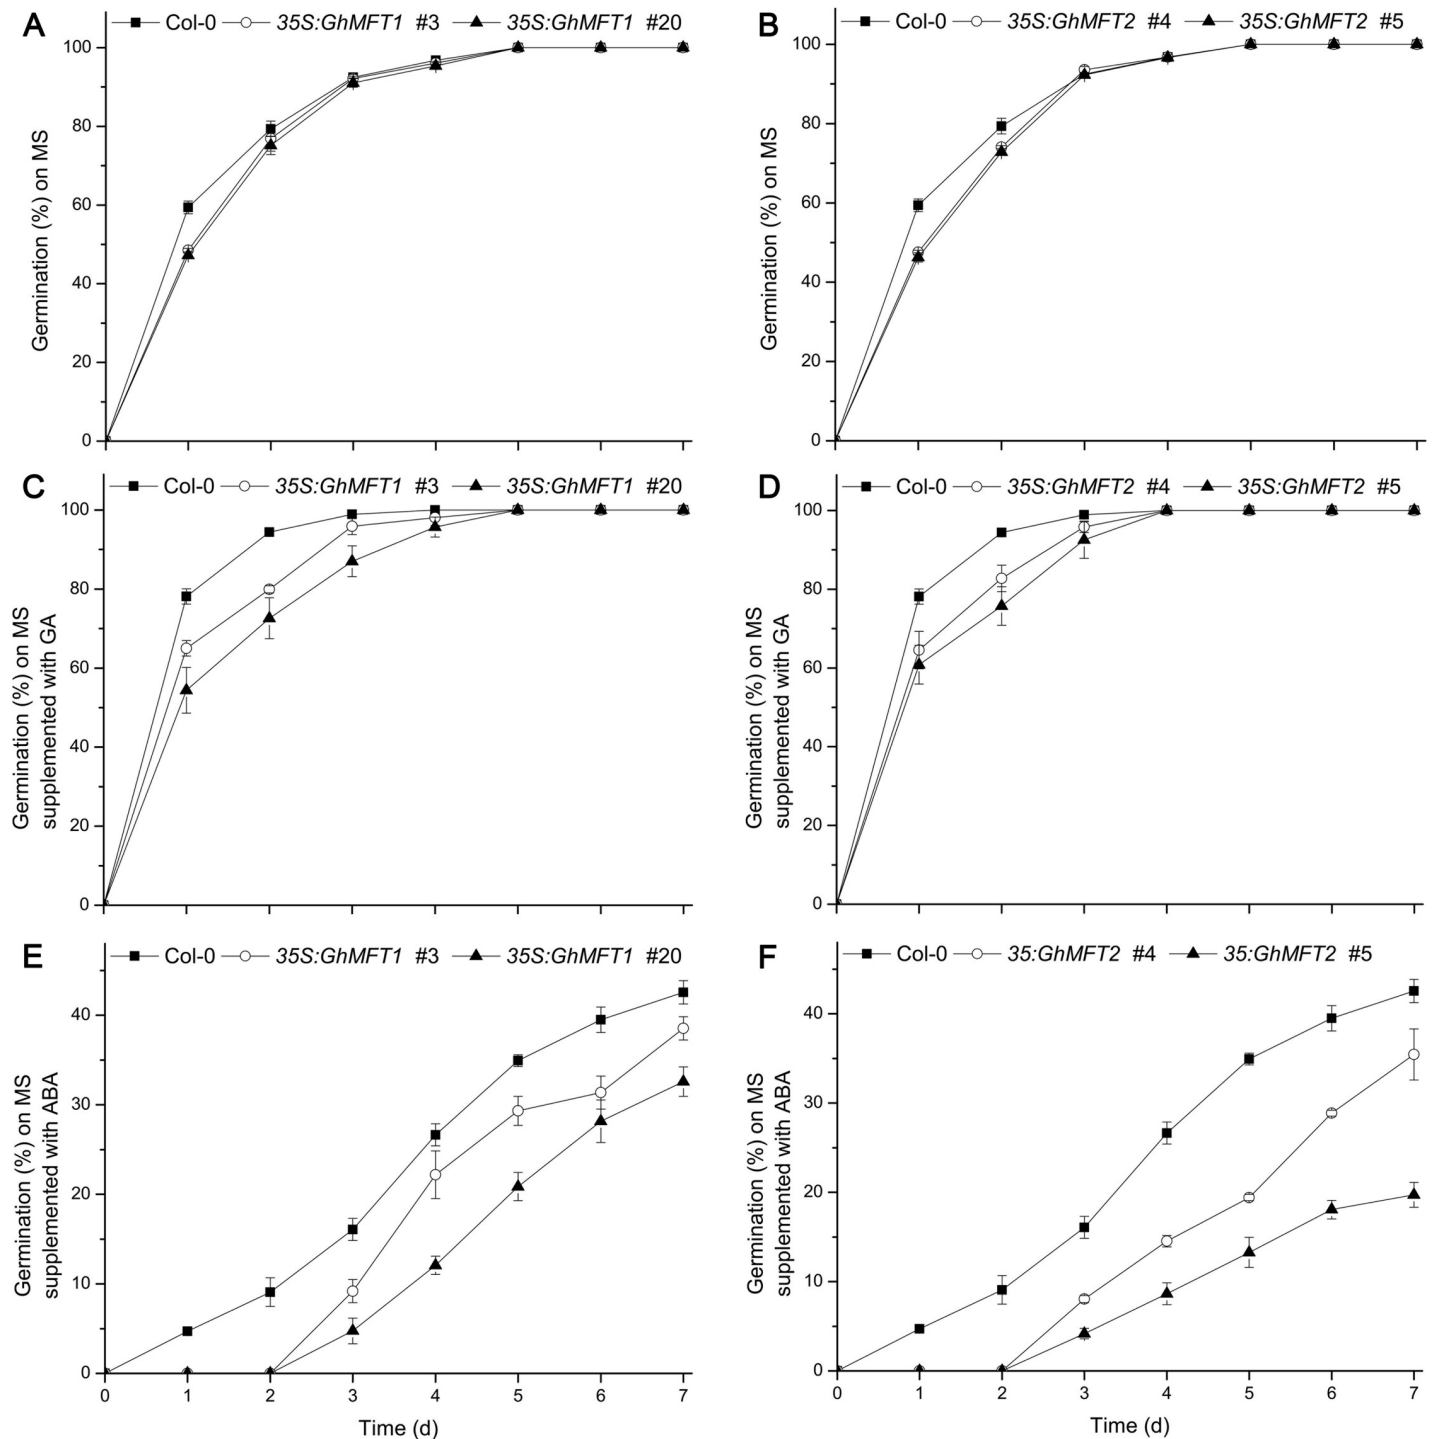 A
Col-0 35S:GhMFT1 #3 35S:GhMFT1 #20
100
80
60
40
20
0
Germination (%) on MS
B
Col-0 35S:GhMFT2 #4 35S:GhMFT2 #5
100
80
60
40
20
0
Germination (%) on MS
C
Col-0 35S:GhMFT1 #3 35S:GhMFT1 #20
100
80
60
40
20
0
Germination (%) on MS
supplemented with GA
D
Col-0 35S:GhMFT2 #4 35S:GhMFT2 #5
100
80
60
40
20
0
Germination (%) on MS
supplemented with GA
E
Col-0 35S:GhMFT1 #3 35S:GhMFT1 #20
40
30
20
10
0
Germination (%) on MS
supplemented with ABA
0 1 2 3 4 5 6 7
Time (d)
F
Col-0 35:GhMFT2 #4 35:GhMFT2 #5
40
30
20
10
0
Germination (%) on MS
supplemented with ABA
0 1 2 3 4 5 6 7
Time (d)